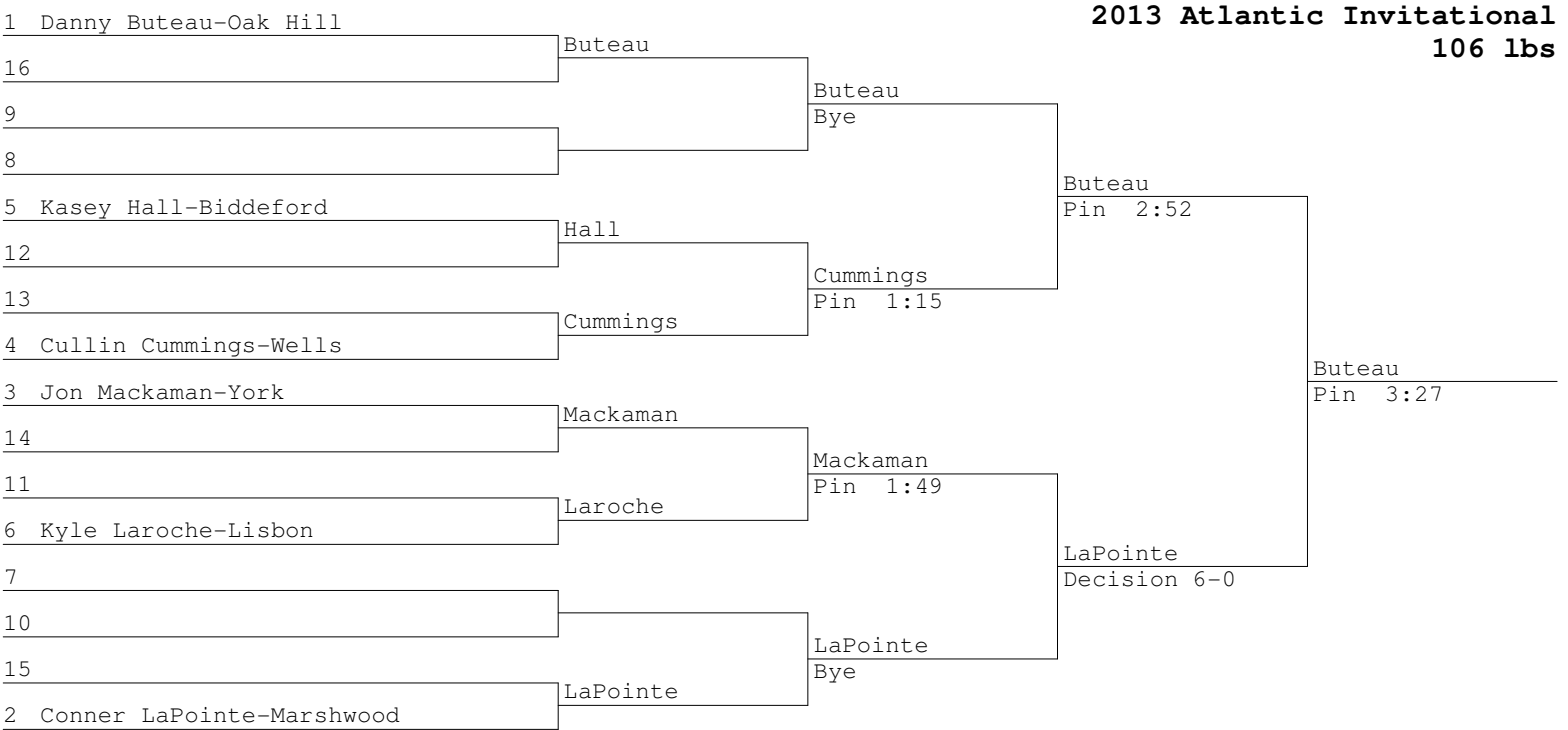 2013 Atlantic Invitational
106 lbs
1 Danny Buteau-Oak Hill
16
9
8
5 Kasey Hall-Biddeford
12
13
4 Cullin Cummings-Wells
3 Jon Mackaman-York
14
11
6 Kyle Laroche-Lisbon
7
10
15
2 Conner LaPointe-Marshwood
Buteau
Hall
Cummings
Mackaman
Laroche
LaPointe
Buteau
Bye
Cummings
Pin 1:15
Mackaman
Pin 1:49
LaPointe
Bye
Buteau
Pin 2:52
LaPointe
Decision 6-0
Buteau
Pin 3:27